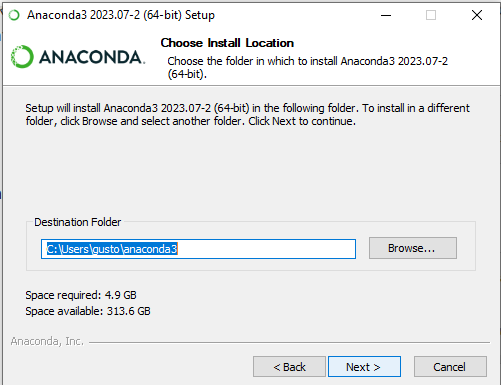 Anaconda3 2023.07-2 (64-bit) Setup
ANACONDA.
Choose Install Location
Choose the folder in which to install Anaconda3 2023.07-2
(64-bit).
Setup will install Anaconda3 2023.07-2 (64-bit) in the following folder. To install in a different
folder, click Browse and select another folder. Click Next to continue.
Destination Folder
C:\Users\gusto\anaconda3
Browse...
Space required: 4.9 GB
Space available: 313.6 GB
Anaconda, Inc.
< Back
Next >
Cancel